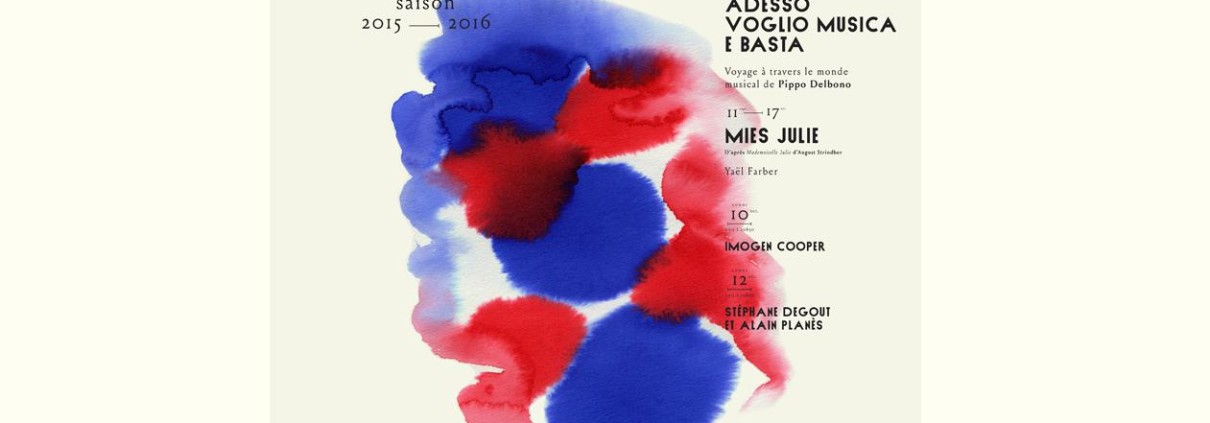 saison
2015 — 2016
ADESSO
VOGLIO MUSICA
E BASTA
Voyage à travers le monde
musical de Pippo Delbono
11 — 17
MIES JULIE
D'après Mademoiselle Julie d'August Strindber
Yaël Farber
10
IMOGEN COOPER
12
STÉPHANE DEGOUT
ET ALAIN PLANÈS